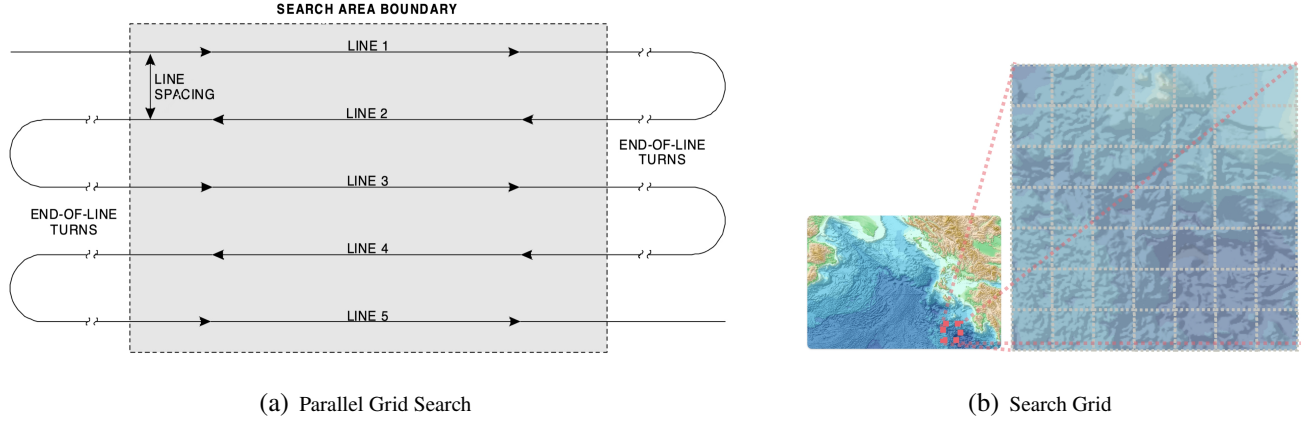 SEARCH AREA BOUNDARY
LINE 1
LINE
SPACING
LINE 2
END-OF-LINE
TURNS
LINE 3
END-OF-LINE
TURNS
LINE 4
LINE 5
(a) Parallel Grid Search
(b) Search Grid